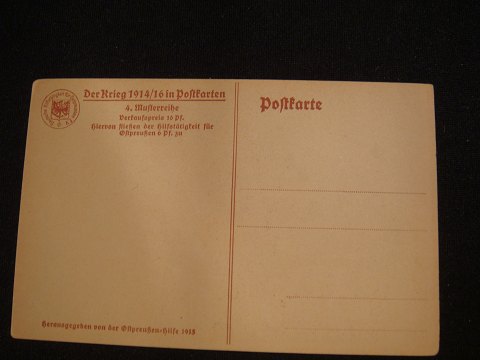 Der Krieg 1914/16 in Postkarten
4. Musterreihe
Verkaufspreis 16 Pf.
Hiervon fließen der Hilfstätigkeit für
Ostpreußen 6 Pf. zu
Postkarte
Herausgegeben von der Ostpreußen-Hilfe 1915